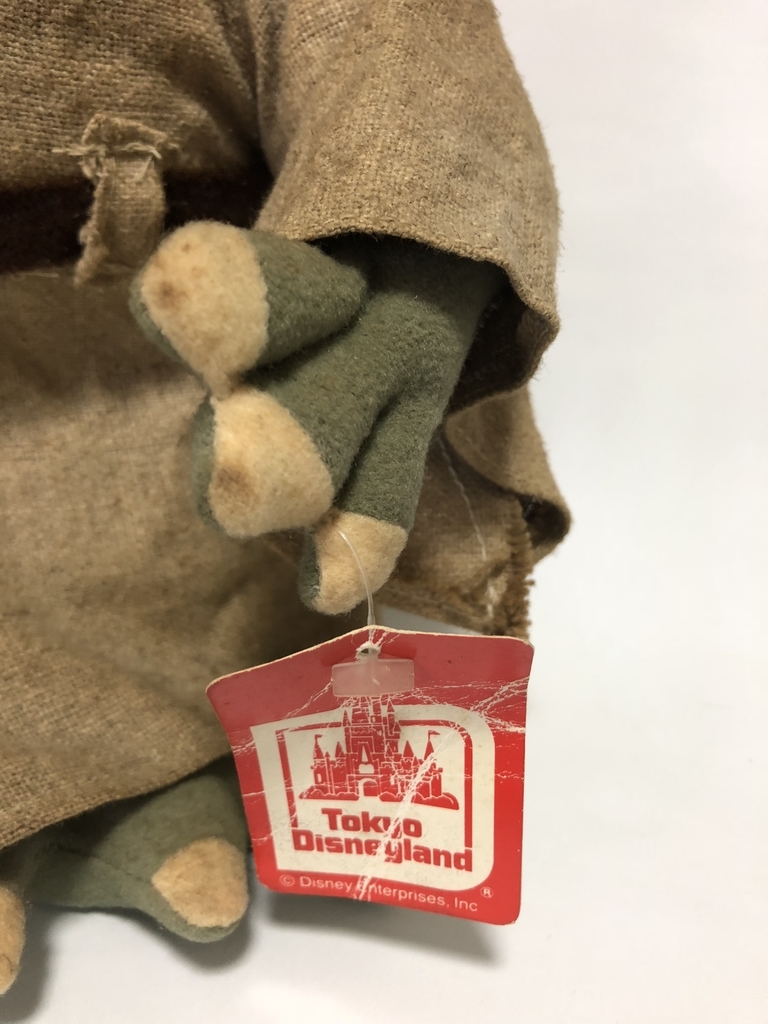 Tokyo
Disneyland
© Disney Enterprises, Inc
®